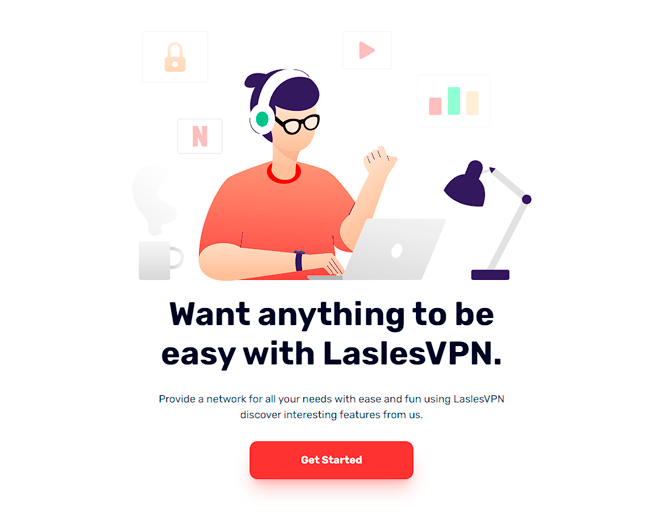 N
Want anything to be
easy with LaslesVPN.
Provide a network for all your needs with ease and fun using LaslesVPN
discover interesting features from us.
Get Started